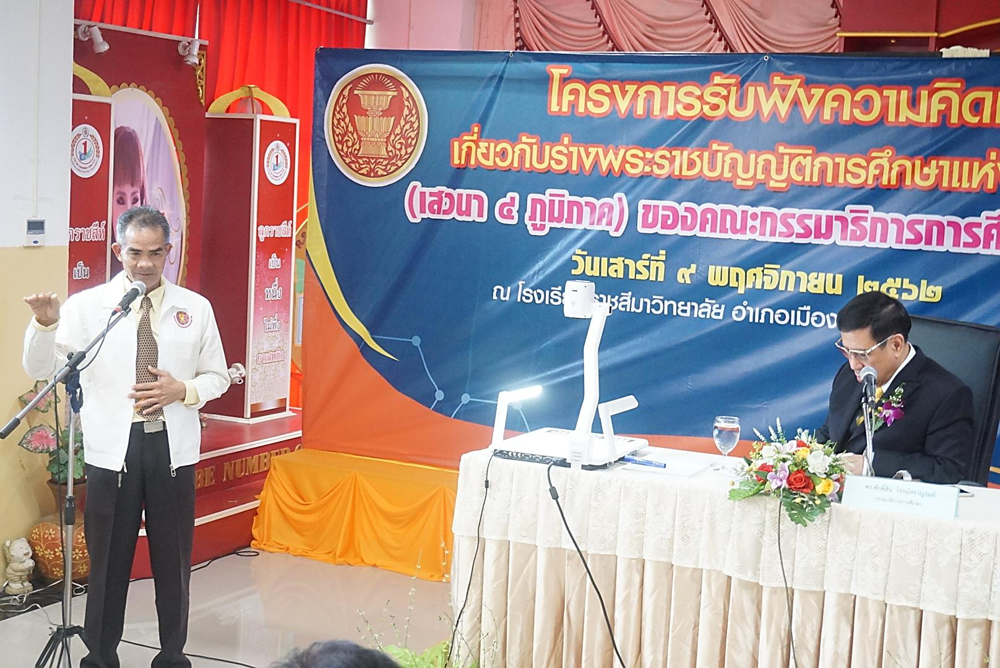 โครงการรับฟังความคิด
เกี่ยวกับร่างพระราชบัญญัติการศึกษาแห่
(เสวนา ๔ ภูมิภาค) ของคณะกรรมาธิการการศึ
วันเสาร์ที่ ๙ พฤศจิกายน ๒๕๖๒
ณ โรงเรีย ราชสีมาวิทยาลัย อำเภอเมือง
1
กราชสีห์
เป็น
1
ลูกราชสีห์
เป็น
หนึ่ง
ไม่พึ่ง
ยาเสพติด
BE NUMBER
ดร.ศักดิ์สิน โรจน์สราญรมย์
กรรมาธิการการศึกษา